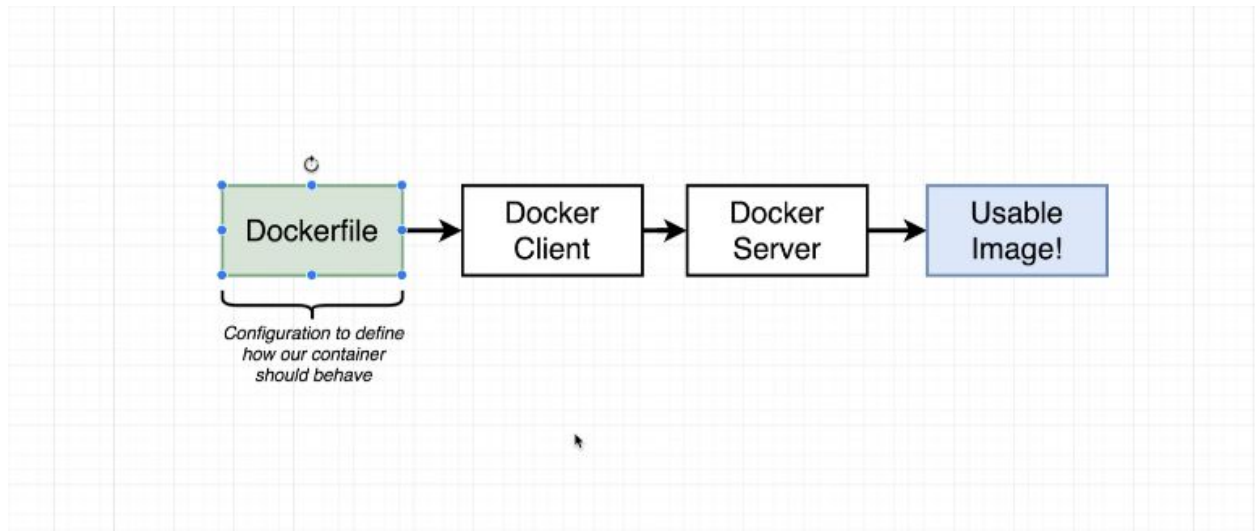 Dockerfile
Docker
Client
Docker
Server
Usable
Image!
Configuration to define
how our container
should behave